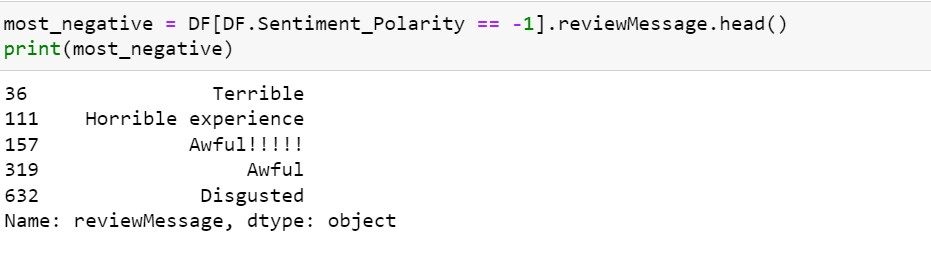 most_negative = DF[DF.Sentiment_Polarity == -1].reviewMessage.head()
print(most_negative)
36                Terrible
111    Horrible experience
157             Awful!!!!!
319                  Awful
632              Disgusted
Name: reviewMessage, dtype: object